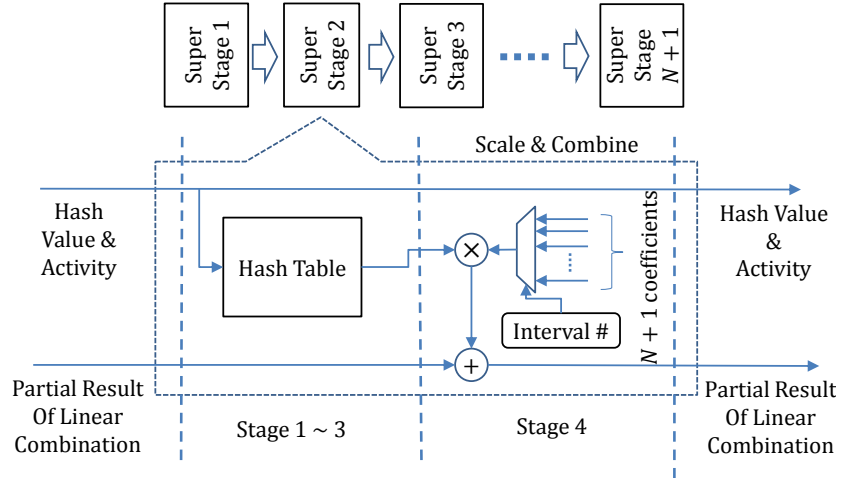 Super
Stage 1
Super
Stage 2
Super
Stage 3
Super
Stage
N + 1
Scale & Combine
Hash
Value &
Activity
Hash Table
×
N + 1 coefficients
Hash Value
&
Activity
Interval #
+
Partial Result
Of Linear
Combination
Stage 1 ~ 3
Stage 4
Partial Result
Of Linear
Combination